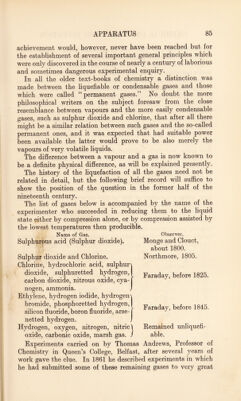 APPARATUS 85
achievement would, however, never have been reached but for
the establishment of several important general principles which
were only discovered in the course of nearly a century of laborious
and sometimes dangerous experimental enquiry.
In all the older text-books of chemistry a distinction was
made between the liquefiable or condensable gases and those
which were called "permanent gases." No doubt the more
philosophical writers on the subject foresaw from the close
resemblance between vapours and the more easily condensable
gases, such as sulphur dioxide and chlorine, that after all there
might be a similar relation between such gases and the so-called
permanent ones, and it was expected that had suitable power
been available the latter would prove to be also merely the
vapours of very volatile liquids.
The difference between a vapour and a gas is now known to
be a definite physical difference, as will be explained presently.
The history of the liquefaction of all the gases need not be
related in detail, but the following brief record will suffice to
show the position of the question in the former half of the
nineteenth century.
The list of gases below is accompanied by the name of the
experimenter who succeeded in reducing them to the liquid
state either by compression alone, or by compression assisted by
the lowest temperatures then producible.
Name of Gas. Observer.
Sulphurous acid (Sulphur dioxide), Monge and Clouet,
about 1800.
Sulphur dioxide and Chlorine. Northmore, 1805.
Chlorine, hydrochloric acid, sulphur
dioxide, sulphuretted hydrogen,
carbon dioxide, nitrous oxide, cya-
nogen, ammonia. Faraday, before 1825.
Ethylene, hydrogen iodide, hydrogen
bromide, phosphoretted hydrogen,
silicon fluoride, boron fluoride, arse-
netted hydrogen. Faraday, before 1845.
Hydrogen, oxygen, nitrogen, nitric
oxide, carbonic oxide, marsh gas. Remained unliquefi-
able.
Experiments carried on by Thomas Andrews, Professor of
Chemistry in Queen's College, Belfast, after several years of
work gave the clue. In 1861 he described experiments in which
he had submitted some of these remaining gases to very great